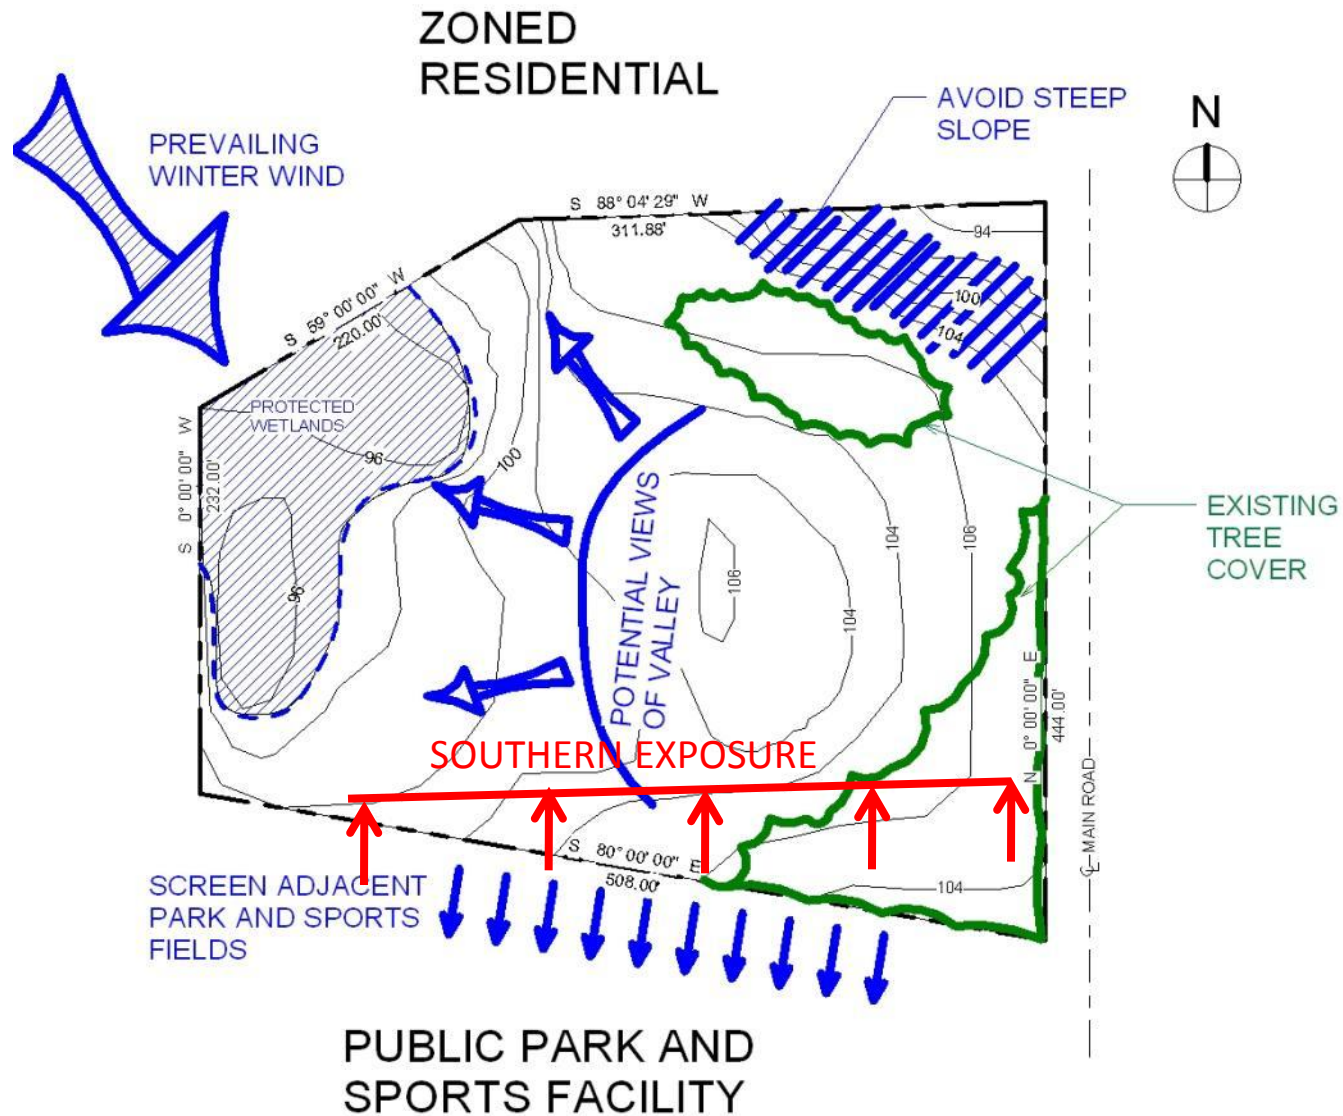 ZONED
RESIDENTIAL
AVOID STEEP
SLOPE
N
PREVAILING
WINTER WIND
S 88° 04' 29" W
311.88'
94
100
104
S 59° 00' 00" W
220.00'
PROTECTED
WETLANDS
96
100
S 0° 00' 00" W
232.00'
96
POTENTIAL VIEWS
OF VALLEY
106
104
104
106
EXISTING
TREE
COVER
N 0° 00' 00" E
444.00'
SOUTHERN EXPOSURE
℄ MAIN ROAD
S 80° 00' 00" E
508.00'
104
SCREEN ADJACENT
PARK AND SPORTS
FIELDS
PUBLIC PARK AND
SPORTS FACILITY